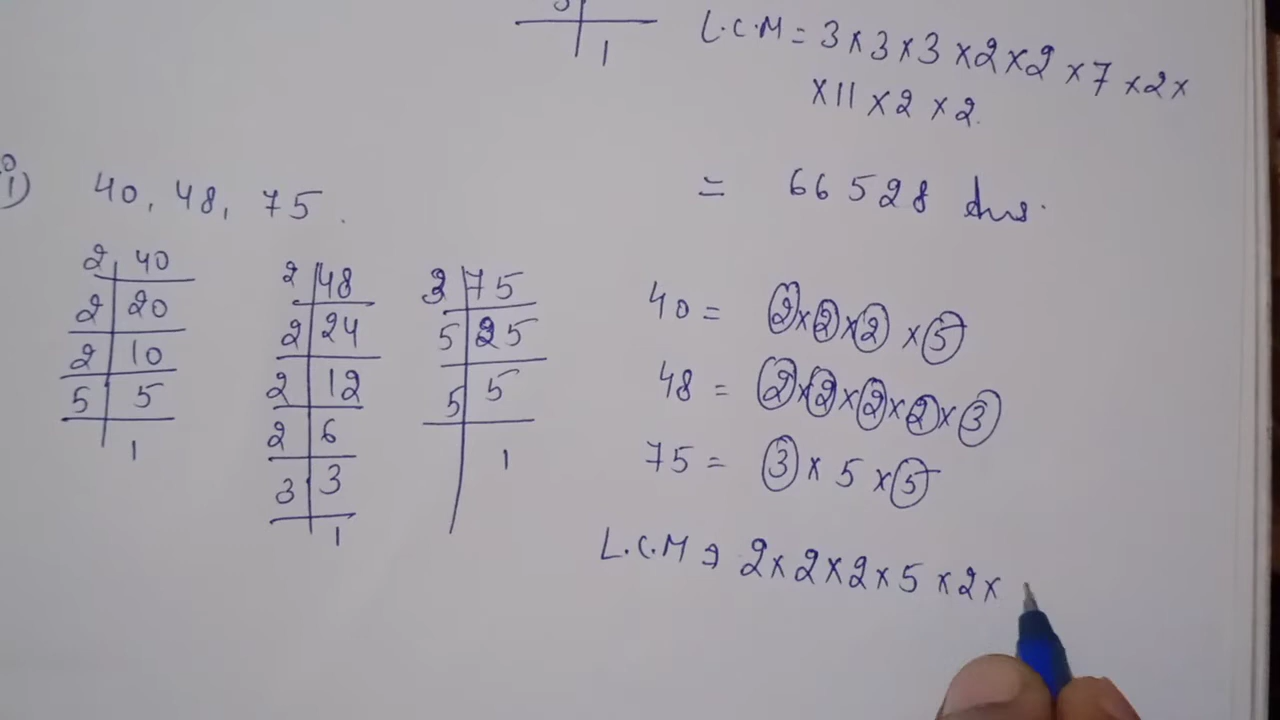 L.C.M = 3×3×3×2×2×7×2×
×11×2×2.
= 66528 Ans.
1
i) 40, 48, 75.
2 40
2 20
2 10
5 5
1
2 48
2 24
2 12
2 6
3 3
1
3 75
5 25
5 5
1
40 = 2×2×2×5
48 = 2×2×2×2×3
75 = 3×5×5
L.C.M → 2×2×2×5×2×